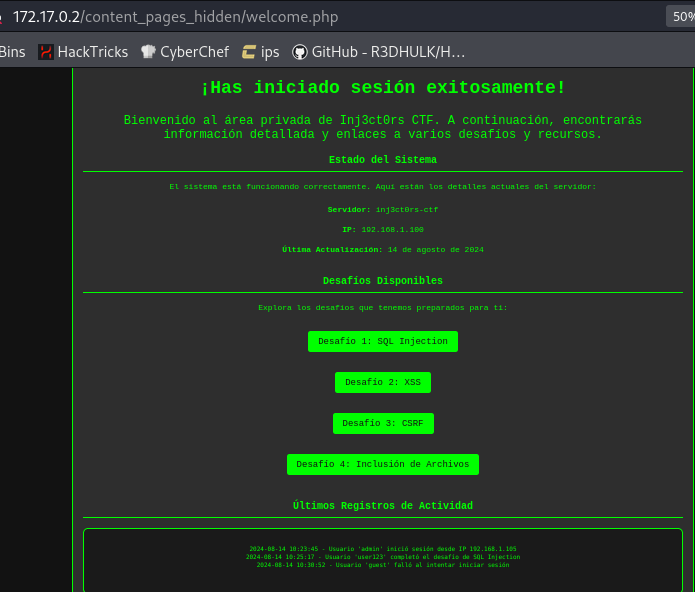 172.17.0.2/content_pages_hidden/welcome.php
50%
Bins HackTricks CyberChef ips GitHub - R3DHULK/H...
¡Has iniciado sesión exitosamente!
Bienvenido al área privada de Inj3ct0rs CTF. A continuación, encontrarás
información detallada y enlaces a varios desafíos y recursos.
Estado del Sistema
El sistema está funcionando correctamente. Aquí están los detalles actuales del servidor:
Servidor: inj3ct0rs-ctf
IP: 192.168.1.100
Última Actualización: 14 de agosto de 2024
Desafíos Disponibles
Explora los desafíos que tenemos preparados para ti:
Desafío 1: SQL Injection
Desafío 2: XSS
Desafío 3: CSRF
Desafío 4: Inclusión de Archivos
Últimos Registros de Actividad
2024-08-14 10:23:45 - Usuario 'admin' inició sesión desde IP 192.168.1.105
2024-08-14 10:25:17 - Usuario 'user123' completó el desafío de SQL Injection
2024-08-14 10:30:52 - Usuario 'guest' falló al intentar iniciar sesión